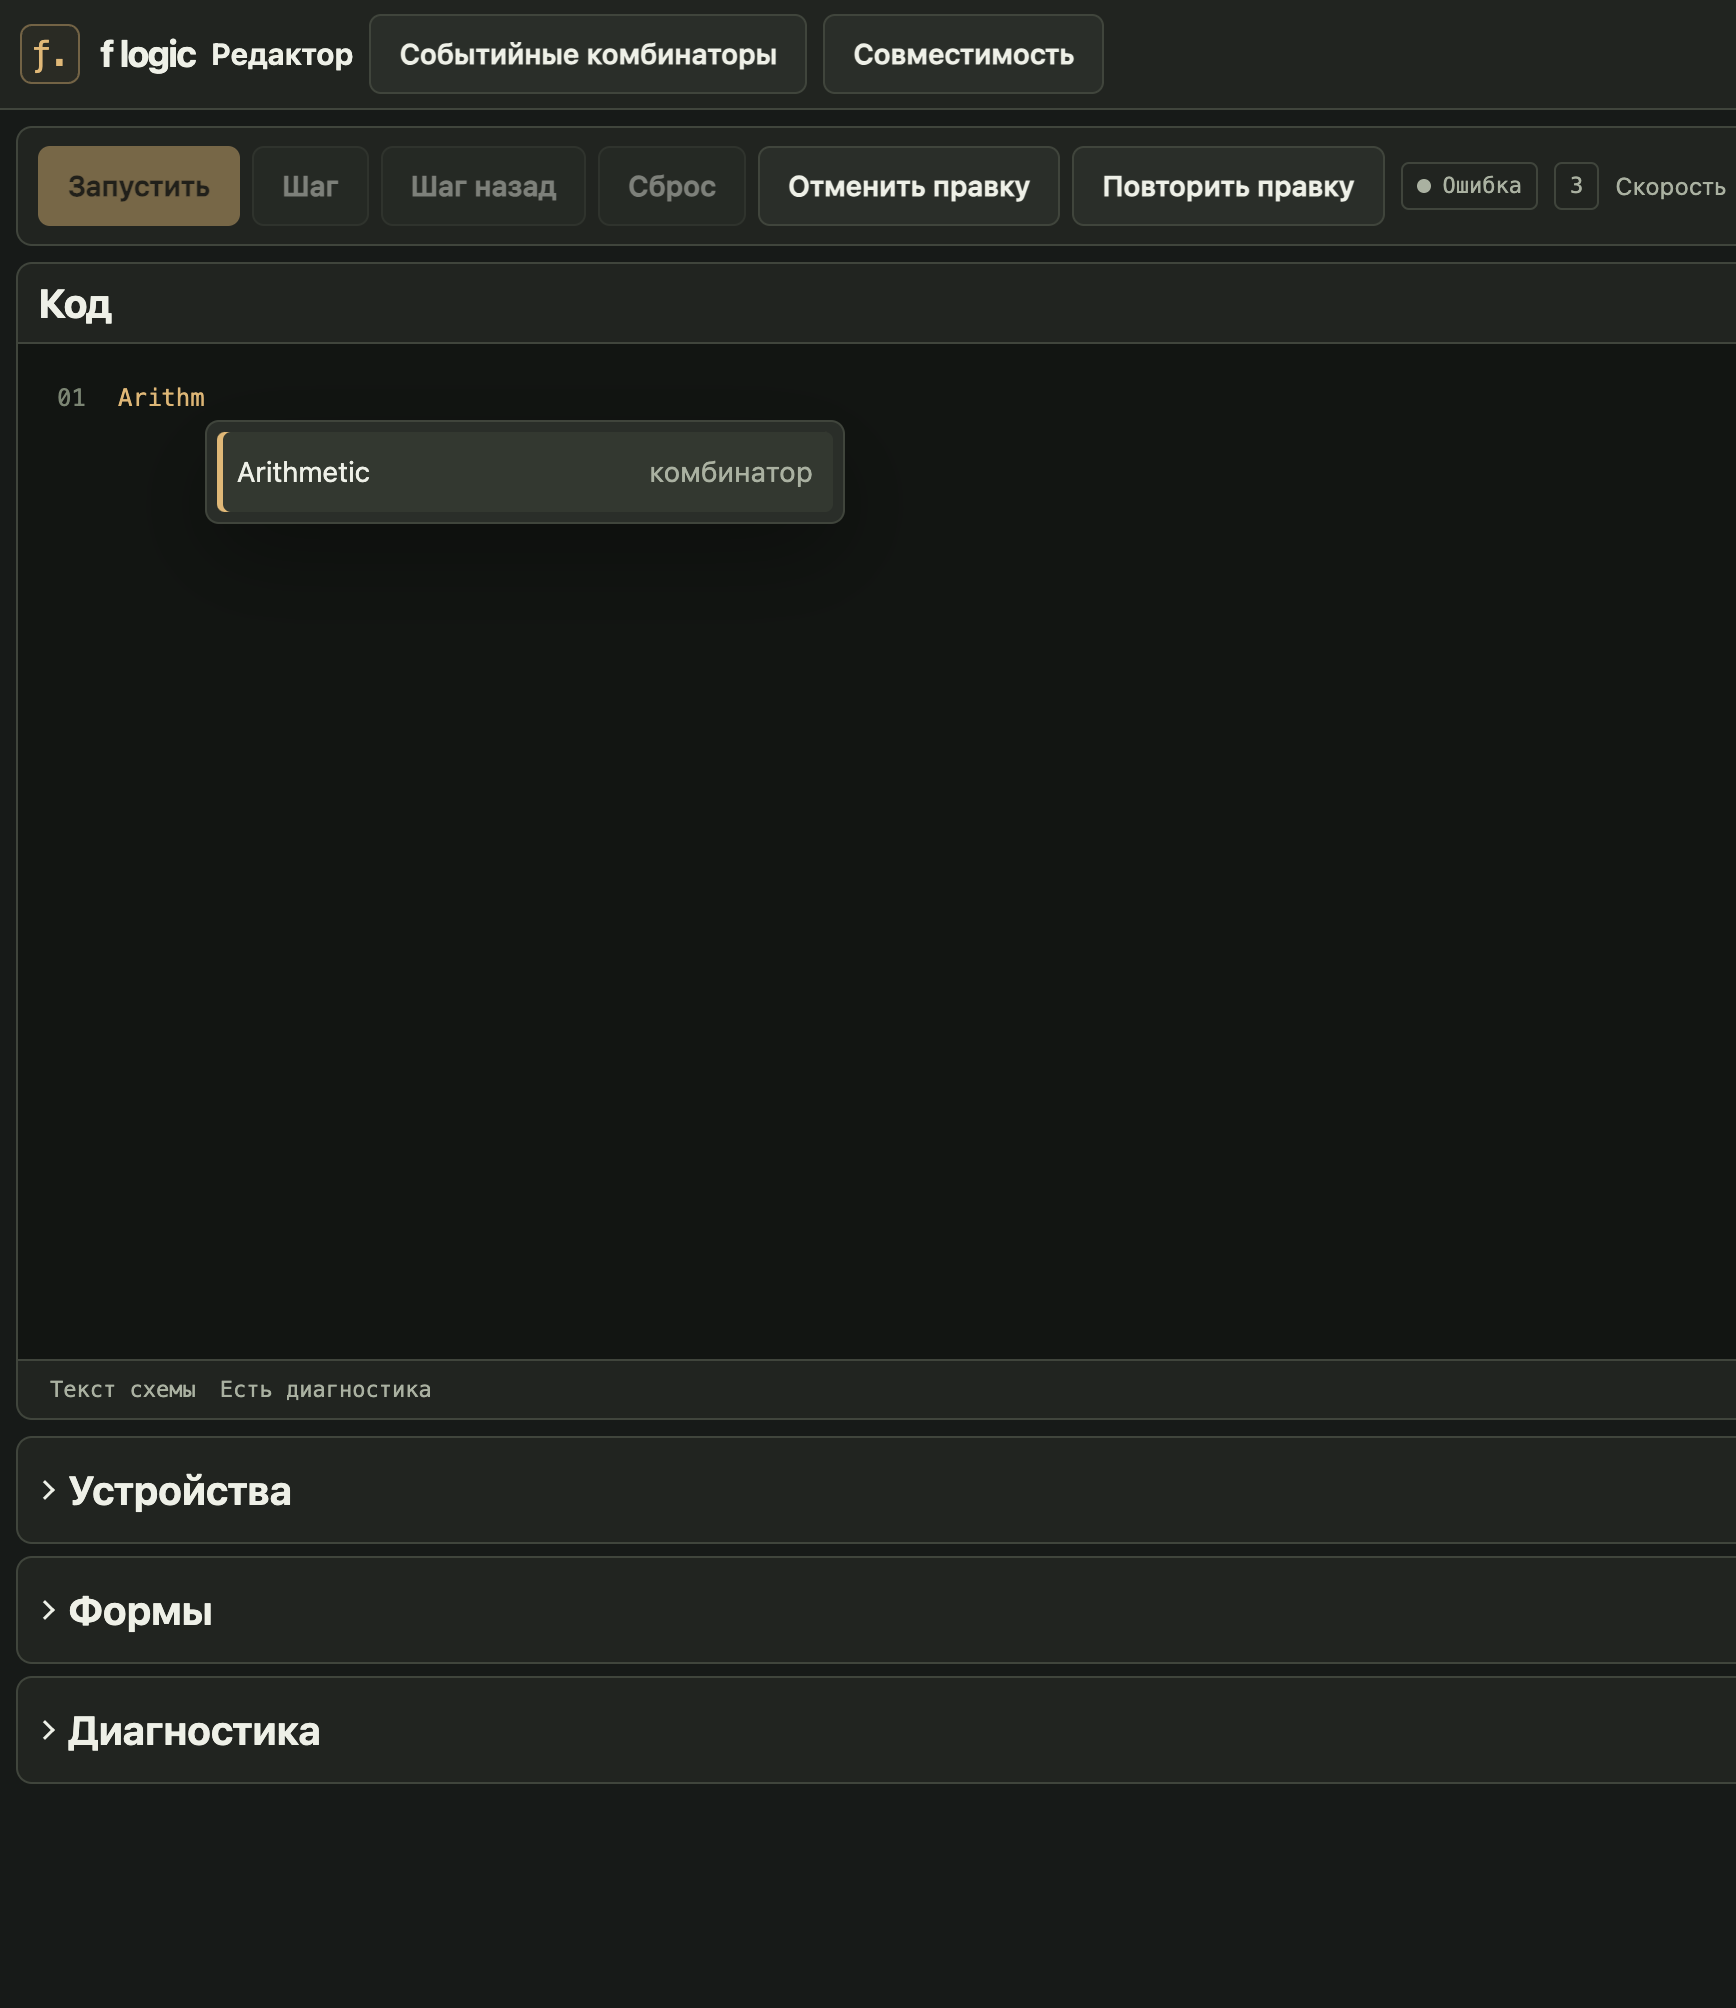 ƒ. f logic Редактор Событийные комбинаторы Совместимость
Запустить Шаг Шаг назад Сброс Отменить правку Повторить правку Ошибка 3 Скорость
Код
01 Arithm
Arithmetic комбинатор
Текст схемы Есть диагностика
Устройства
Формы
Диагностика